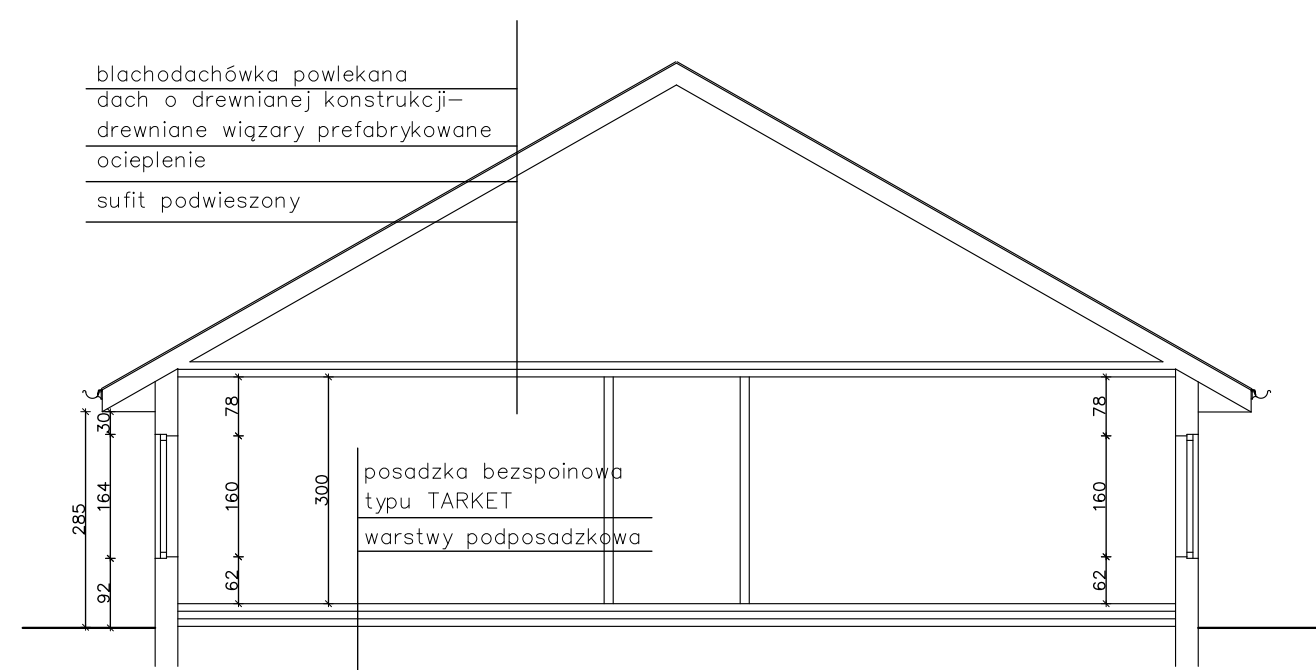 blachodachówka powlekana
dach o drewnianej konstrukcji–
drewniane wiązary prefabrykowane
ocieplenie
sufit podwieszony
30
78
78
posadzka bezspoinowa
typu TARKET
285
164
160
300
160
warstwy podposadzkowa
92
62
62